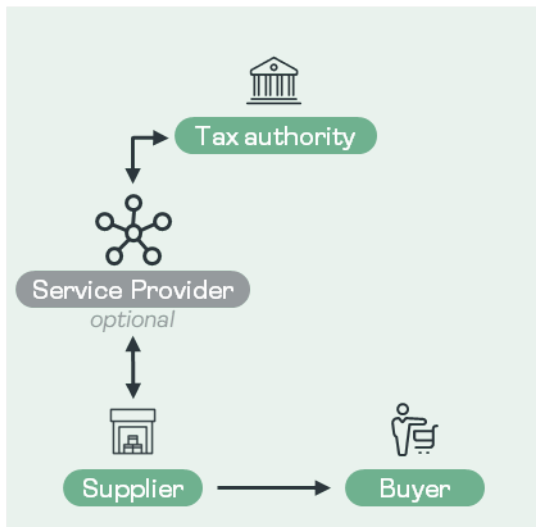 Tax authority
Service Provider
optional
Supplier
Buyer